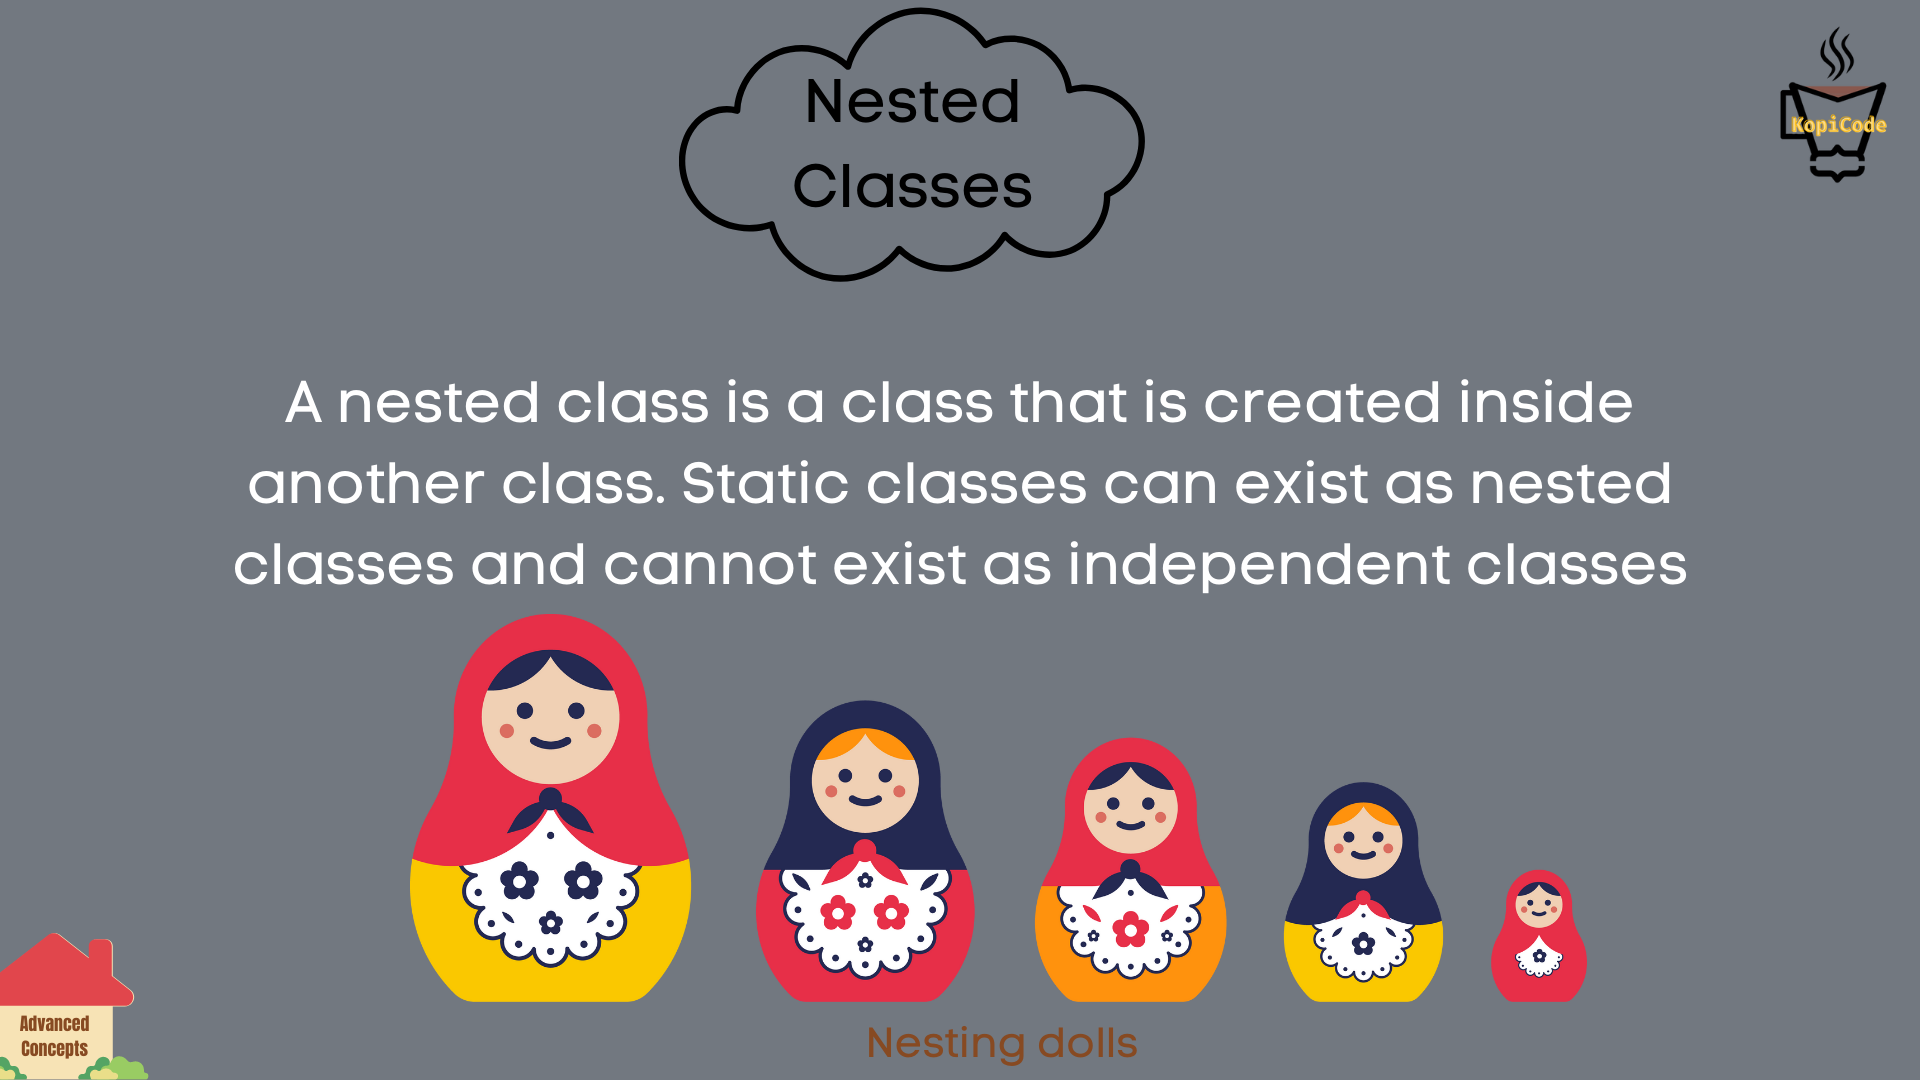 Nested
Classes
KopiCode
A nested class is a class that is created inside
another class. Static classes can exist as nested
classes and cannot exist as independent classes
Advanced
Concepts
Nesting dolls